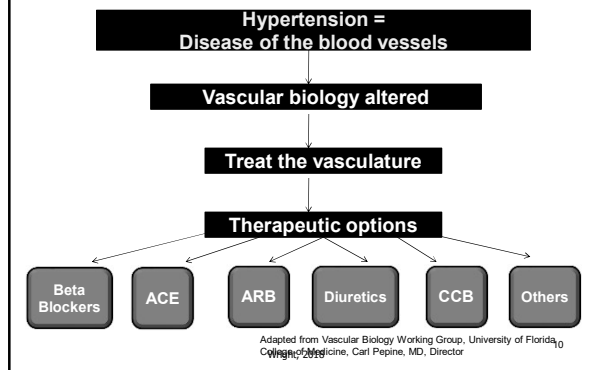 Hypertension =
Disease of the blood vessels
Vascular biology altered
Treat the vasculature
Therapeutic options
Beta
Blockers
ACE
ARB
Diuretics
CCB
Others
Adapted from Vascular Biology Working Group, University of Florida
College of Medicine, Carl Pepine, MD, Director
Wright, 2018
10